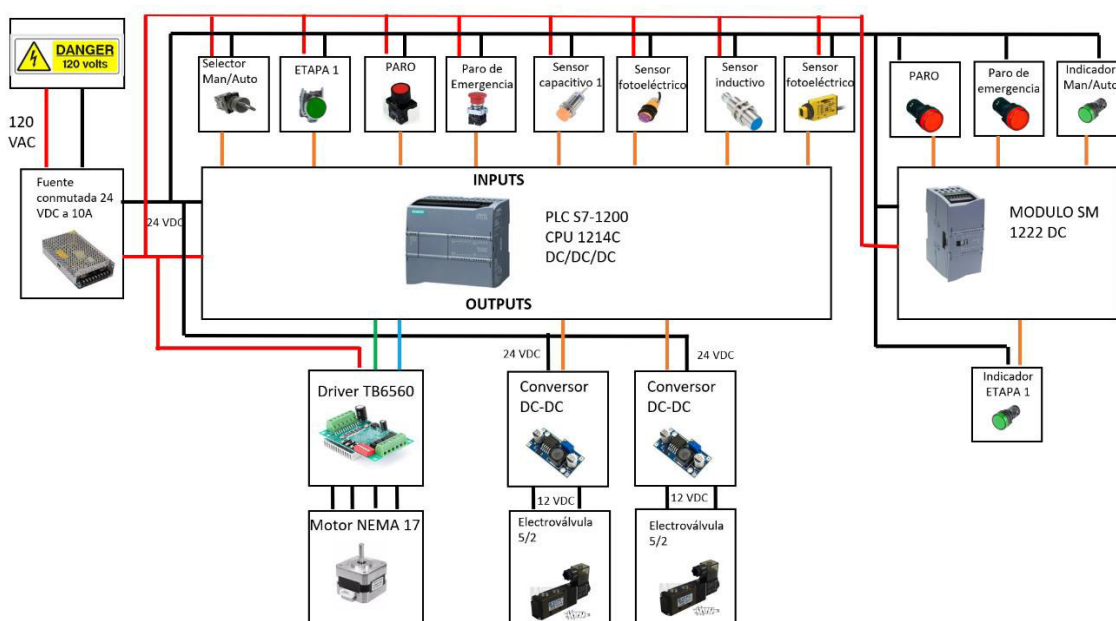 DANGER
120 volts
120
VAC
Fuente
conmutada 24
VDC a 10A
24 VDC
Selector
Man/Auto
ETAPA 1
PARO
Paro de
Emergencia
Sensor
capacitivo 1
Sensor
fotoeléctrico
Sensor
inductivo
Sensor
fotoeléctrico
PARO
Paro de
emergencia
Indicador
Man/Auto
INPUTS
PLC S7-1200
CPU 1214C
DC/DC/DC
OUTPUTS
MODULO SM
1222 DC
24 VDC
24 VDC
Driver TB6560
Conversor
DC-DC
Conversor
DC-DC
Indicador
ETAPA 1
12 VDC
12 VDC
Motor NEMA 17
Electroválvula
5/2
Electroválvula
5/2